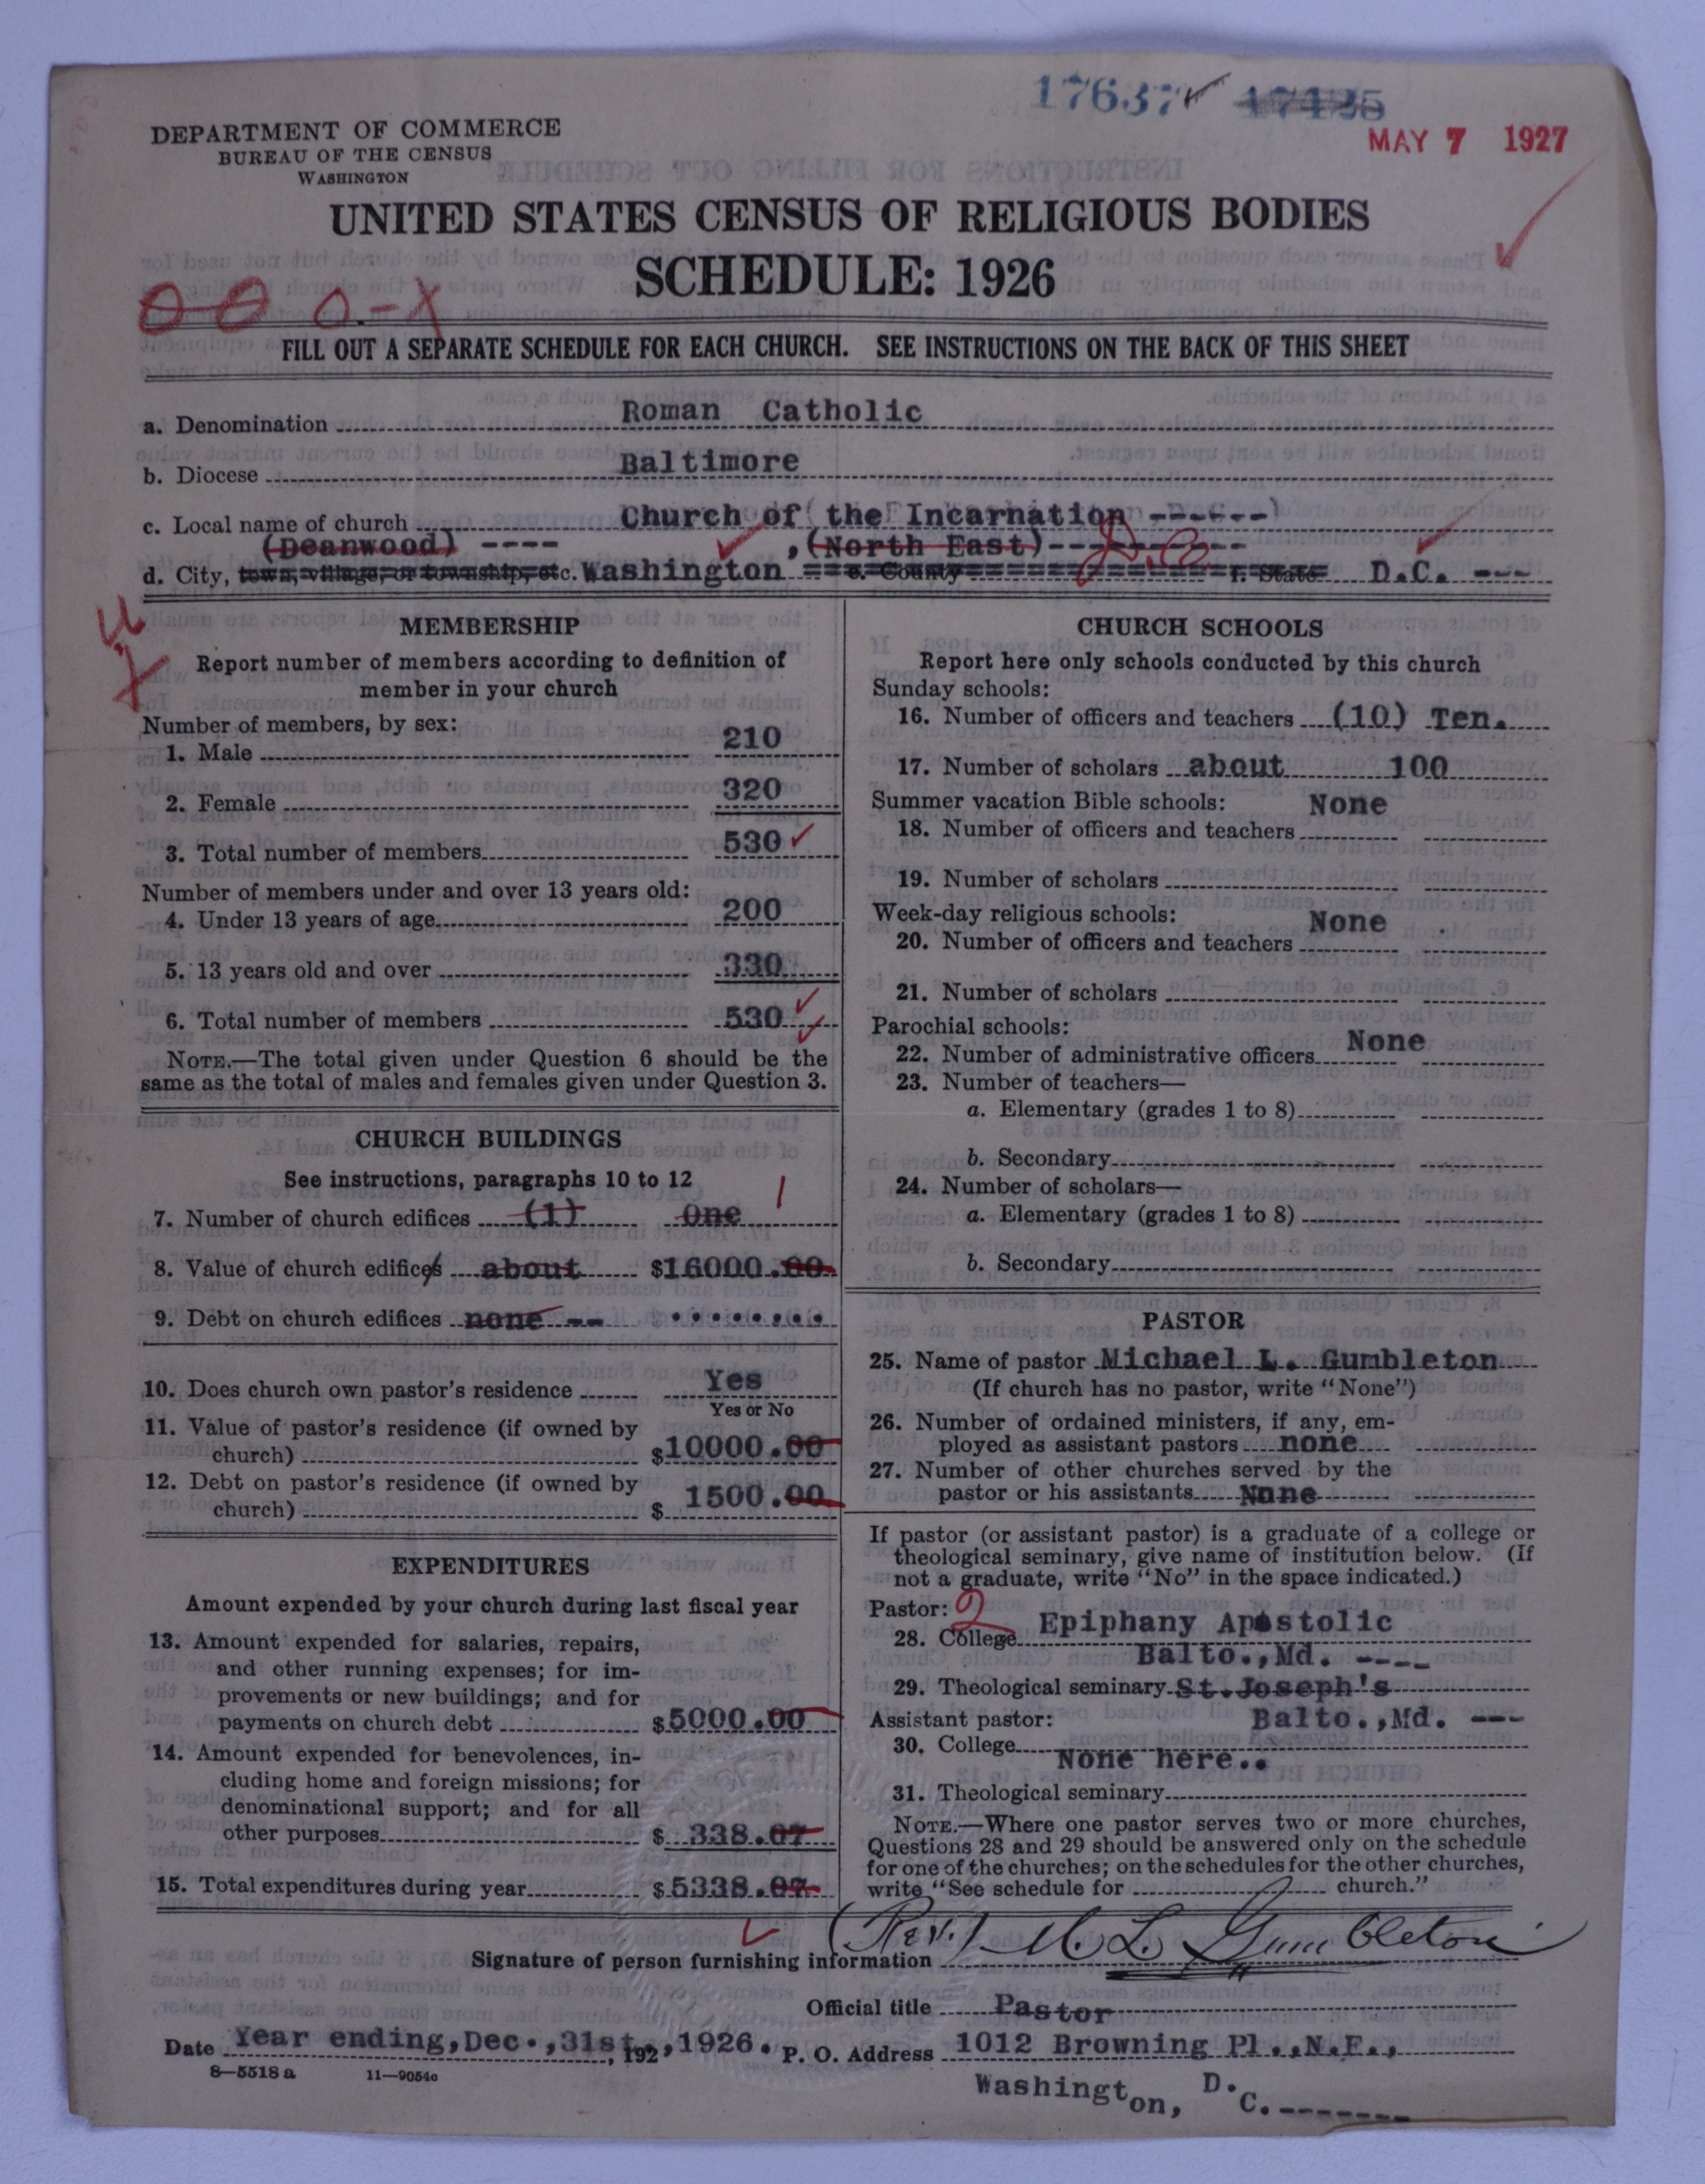 17637 17425
MAY 7 1927
DEPARTMENT OF COMMERCE
BUREAU OF THE CENSUS
WASHINGTON
UNITED STATES CENSUS OF RELIGIOUS BODIES
SCHEDULE: 1926
FILL OUT A SEPARATE SCHEDULE FOR EACH CHURCH. SEE INSTRUCTIONS ON THE BACK OF THIS SHEET
a. Denomination Roman Catholic
b. Diocese Baltimore
c. Local name of church Church of the Incarnation ------
(Deanwood) ---- ,(North East)---------- D.C.
d. City, town, village, or township, etc. Washington e. County f. State D.C. ---
MEMBERSHIP
Report number of members according to definition of
member in your church
Number of members, by sex:
1. Male 210
2. Female 320
3. Total number of members 530
Number of members under and over 13 years old:
4. Under 13 years of age 200
5. 13 years old and over 330
6. Total number of members 530
NOTE.—The total given under Question 6 should be the
same as the total of males and females given under Question 3.
CHURCH BUILDINGS
See instructions, paragraphs 10 to 12
7. Number of church edifices (1) One 1
8. Value of church edifices about $16000.00
9. Debt on church edifices none -- $........
10. Does church own pastor's residence Yes
Yes or No
11. Value of pastor's residence (if owned by
church) $10000.00
12. Debt on pastor's residence (if owned by
church) $ 1500.00
EXPENDITURES
Amount expended by your church during last fiscal year
13. Amount expended for salaries, repairs,
and other running expenses; for im-
provements or new buildings; and for
payments on church debt $5000.00
14. Amount expended for benevolences, in-
cluding home and foreign missions; for
denominational support; and for all
other purposes $ 338.07
15. Total expenditures during year $5338.07
CHURCH SCHOOLS
Report here only schools conducted by this church
Sunday schools:
16. Number of officers and teachers (10) Ten.
17. Number of scholars about 100
Summer vacation Bible schools: None
18. Number of officers and teachers
19. Number of scholars
Week-day religious schools: None
20. Number of officers and teachers
21. Number of scholars
Parochial schools: None
22. Number of administrative officers
23. Number of teachers—
a. Elementary (grades 1 to 8)
b. Secondary
24. Number of scholars—
a. Elementary (grades 1 to 8)
b. Secondary
PASTOR
25. Name of pastor Michael L. Gumbleton
(If church has no pastor, write "None")
26. Number of ordained ministers, if any, em-
ployed as assistant pastors none
27. Number of other churches served by the
pastor or his assistants None
If pastor (or assistant pastor) is a graduate of a college or
theological seminary, give name of institution below. (If
not a graduate, write "No" in the space indicated.)
Pastor: 2
28. College Epiphany Apostolic
Balto.,Md. ----
29. Theological seminary St.Joseph's
Assistant pastor: Balto.,Md. ---
30. College None here..
31. Theological seminary
NOTE.—Where one pastor serves two or more churches,
Questions 28 and 29 should be answered only on the schedule
for one of the churches; on the schedules for the other churches,
write "See schedule for church."
Signature of person furnishing information (Rev.) M. L. Gumbleton
Official title Pastor
Date Year ending,Dec.,31st.,1926. , 192 P. O. Address 1012 Browning Pl.,N.E.,
8—5518 a 11—9054c
Washington, D. C.-------